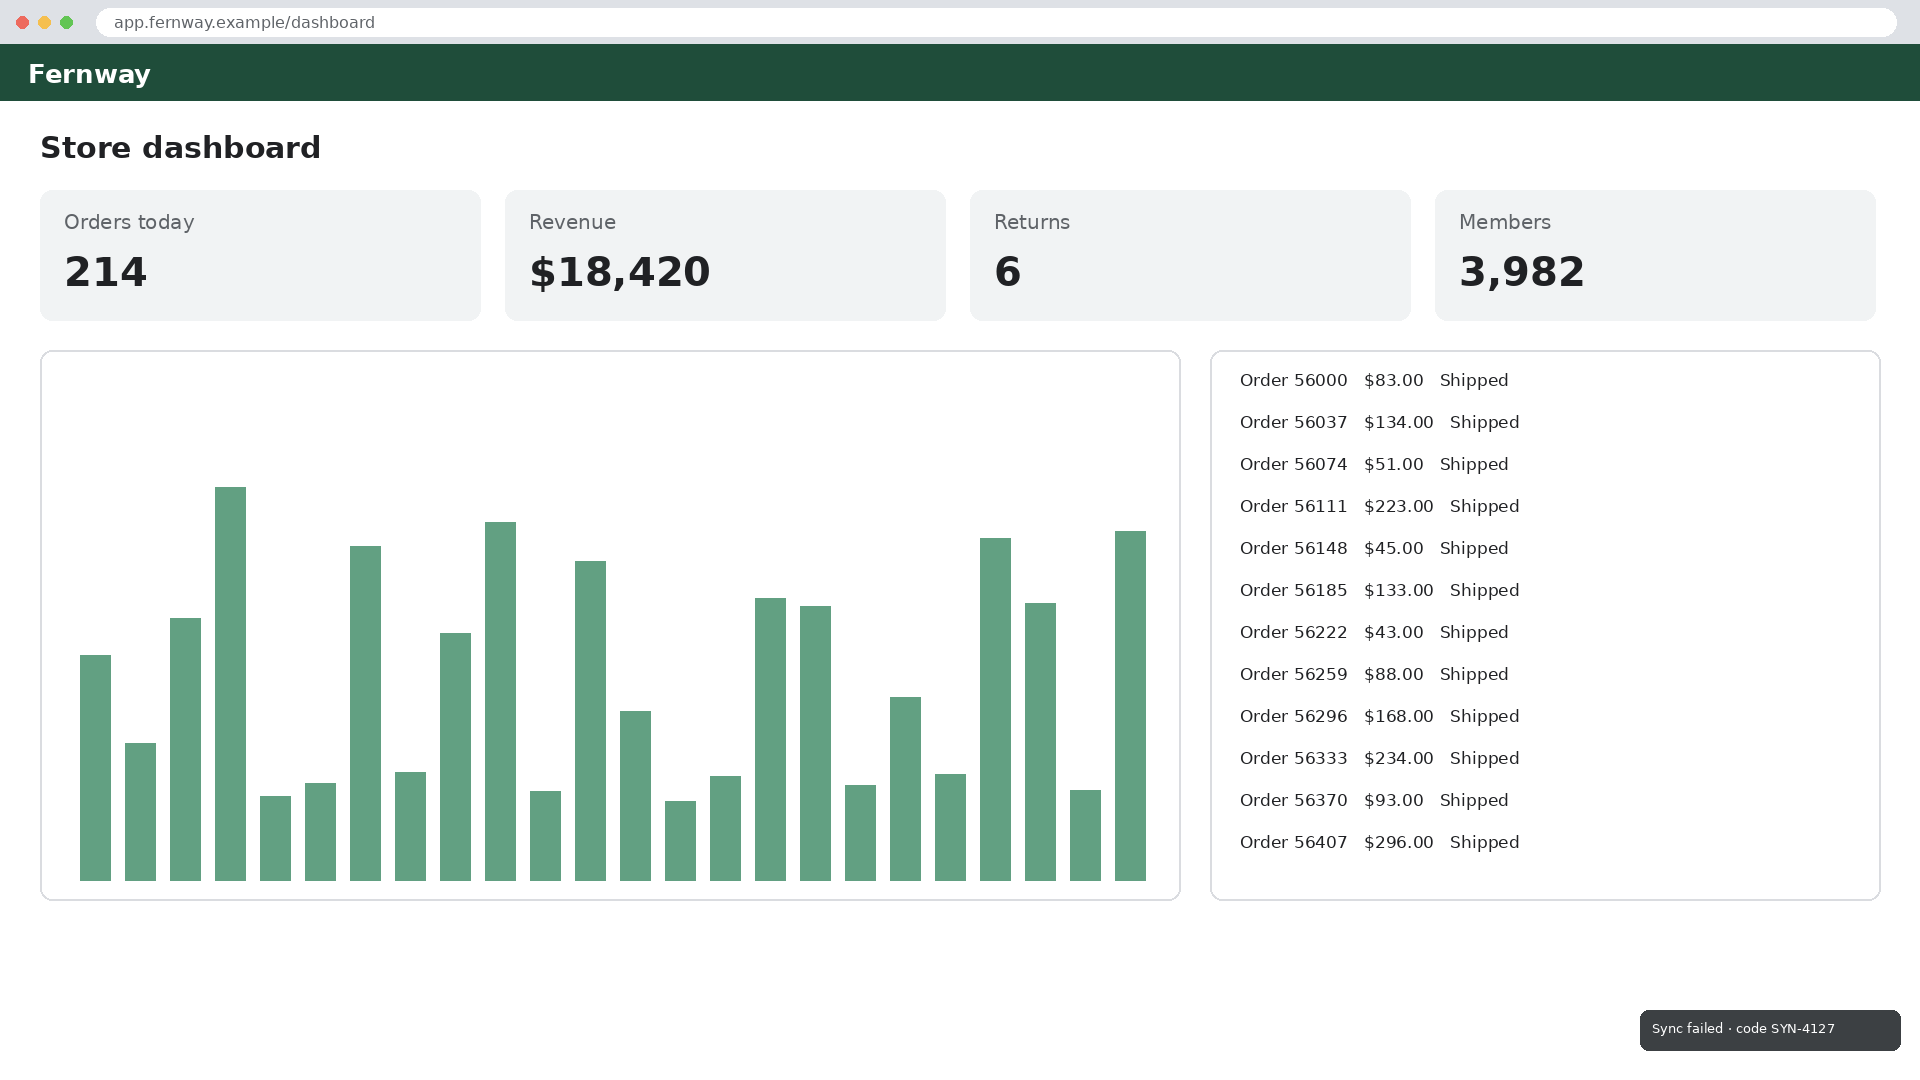 app.fernway.example/dashboard
Fernway
Store dashboard
Orders today
214
Revenue
$18,420
Returns
6
Members
3,982
Order 56000 $83.00 Shipped
Order 56037 $134.00 Shipped
Order 56074 $51.00 Shipped
Order 56111 $223.00 Shipped
Order 56148 $45.00 Shipped
Order 56185 $133.00 Shipped
Order 56222 $43.00 Shipped
Order 56259 $88.00 Shipped
Order 56296 $168.00 Shipped
Order 56333 $234.00 Shipped
Order 56370 $93.00 Shipped
Order 56407 $296.00 Shipped
Sync failed · code SYN-4127